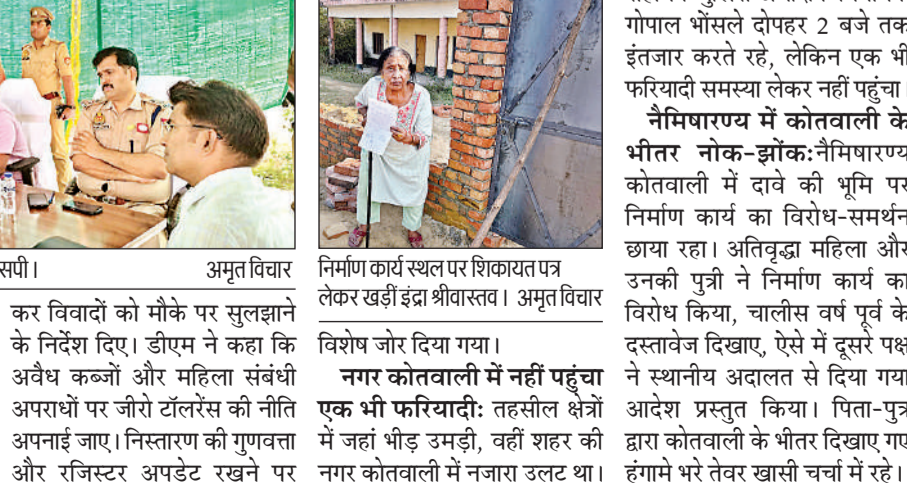 सपी। अमृत विचार
कर विवादों को मौके पर सुलझाने
के निर्देश दिए। डीएम ने कहा कि
अवैध कब्जों और महिला संबंधी
अपराधों पर जीरो टॉलरेंस की नीति
अपनाई जाए। निस्तारण की गुणवत्ता
और रजिस्टर अपडेट रखने पर
निर्माण कार्य स्थल पर शिकायत पत्र
लेकर खड़ीं इंद्रा श्रीवास्तव। अमृत विचार
विशेष जोर दिया गया।
नगर कोतवाली में नहीं पहुंचा
एक भी फरियादी: तहसील क्षेत्रों
में जहां भीड़ उमड़ी, वहीं शहर की
नगर कोतवाली में नजारा उलट था।
गोपाल भोंसले दोपहर 2 बजे तक
इंतजार करते रहे, लेकिन एक भी
फरियादी समस्या लेकर नहीं पहुंचा।
नैमिषारण्य में कोतवाली के
भीतर नोक-झोंक:नैमिषारण्य
कोतवाली में दावे की भूमि पर
निर्माण कार्य का विरोध-समर्थन
छाया रहा। अतिवृद्धा महिला और
उनकी पुत्री ने निर्माण कार्य का
विरोध किया, चालीस वर्ष पूर्व के
दस्तावेज दिखाए, ऐसे में दूसरे पक्ष
ने स्थानीय अदालत से दिया गया
आदेश प्रस्तुत किया। पिता-पुत्र
द्वारा कोतवाली के भीतर दिखाए गए
हंगामे भरे तेवर खासी चर्चा में रहे।